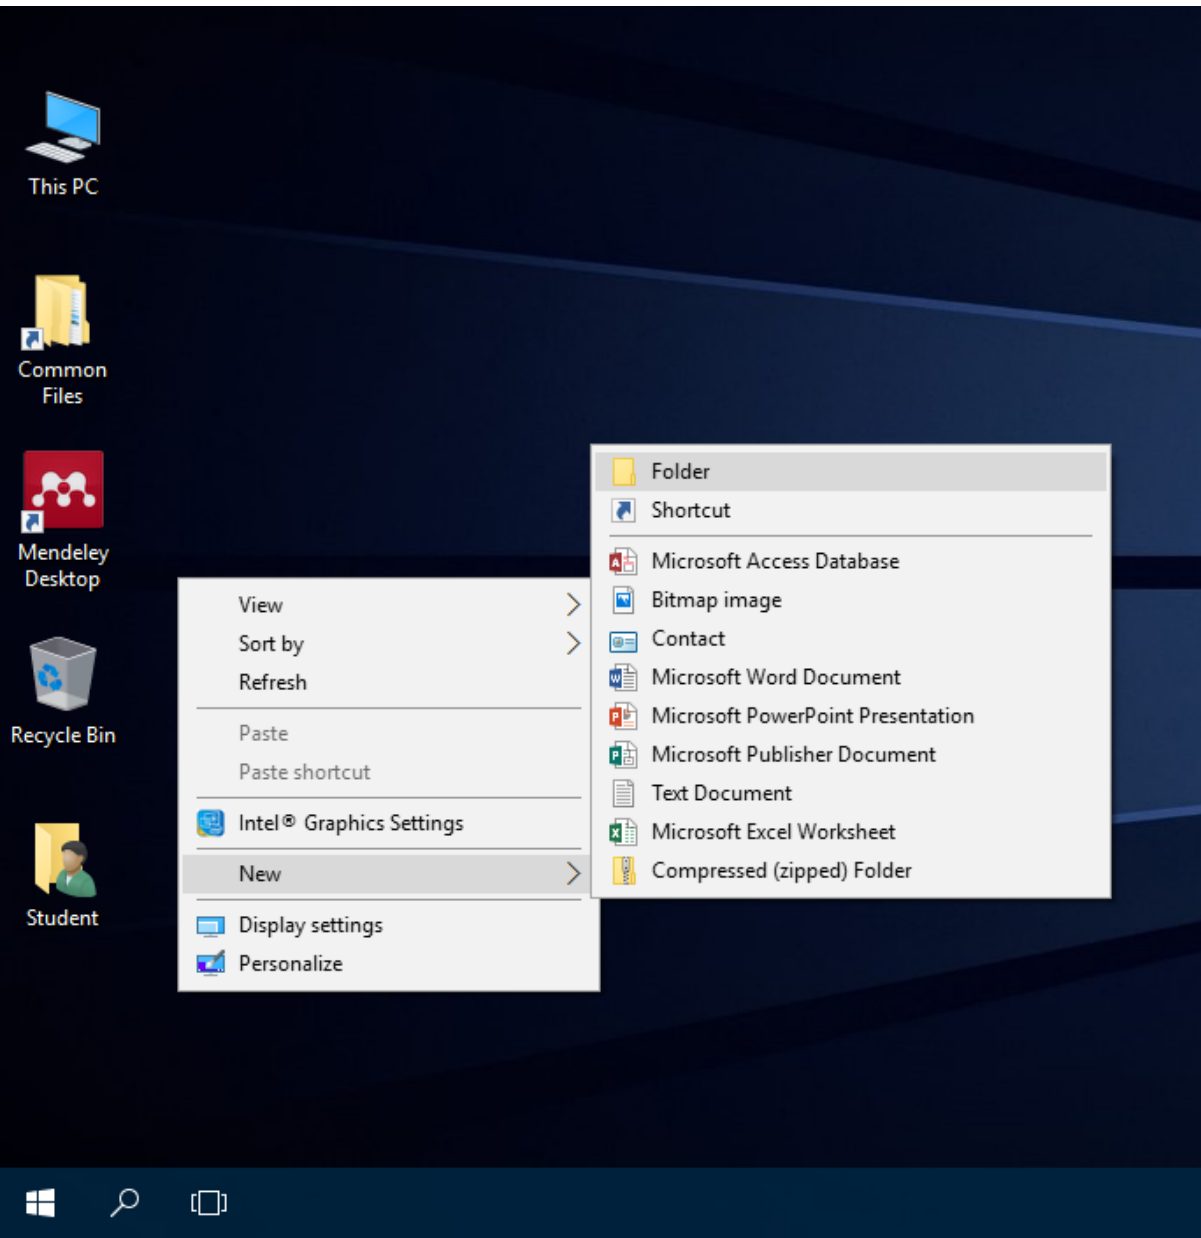 This PC
Common
Files
Mendeley
Desktop
Recycle Bin
Student
View
Sort by
Refresh
Paste
Paste shortcut
Intel® Graphics Settings
New
Display settings
Personalize
Folder
Shortcut
Microsoft Access Database
Bitmap image
Contact
Microsoft Word Document
Microsoft PowerPoint Presentation
Microsoft Publisher Document
Text Document
Microsoft Excel Worksheet
Compressed (zipped) Folder